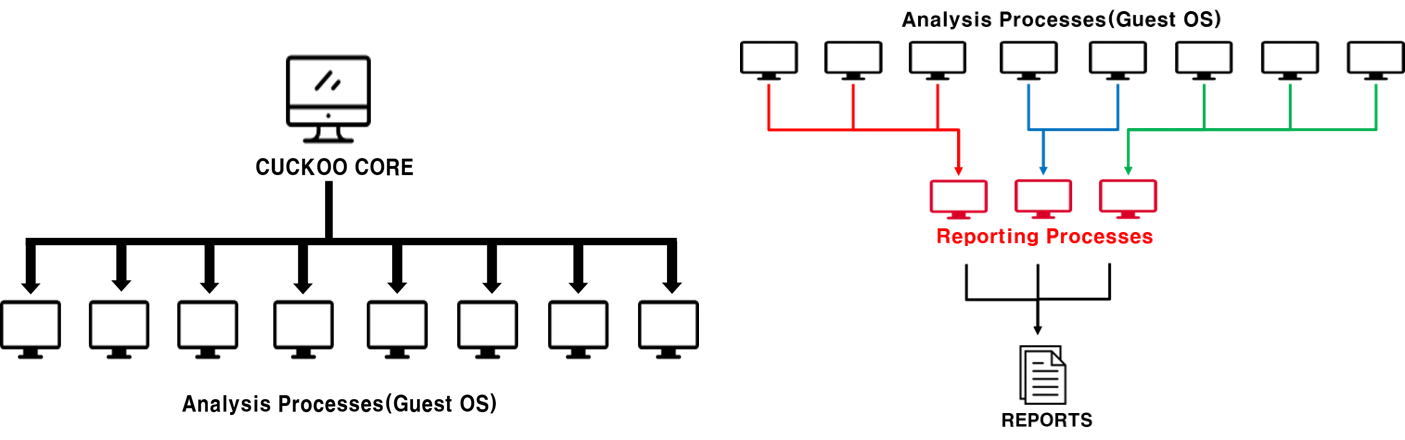 CUCKOO CORE
Analysis Processes(Guest OS)
Analysis Processes(Guest OS)
Reporting Processes
REPORTS